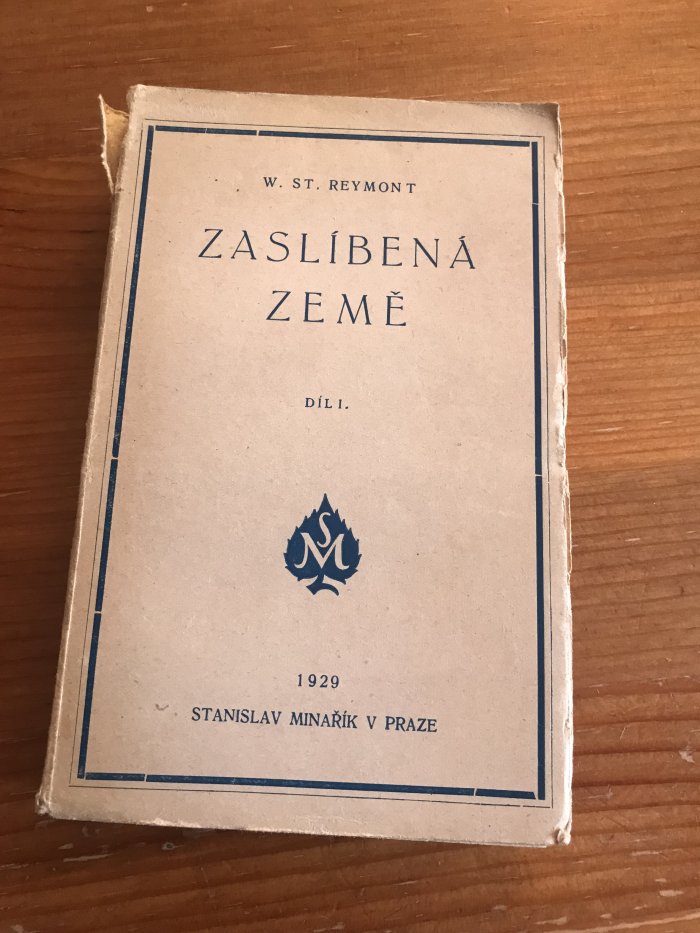 W. ST. REYMONT
ZASLÍBENÁ
ZEMĚ
DÍL I.
SM
1929
STANISLAV MINAŘÍK V PRAZE